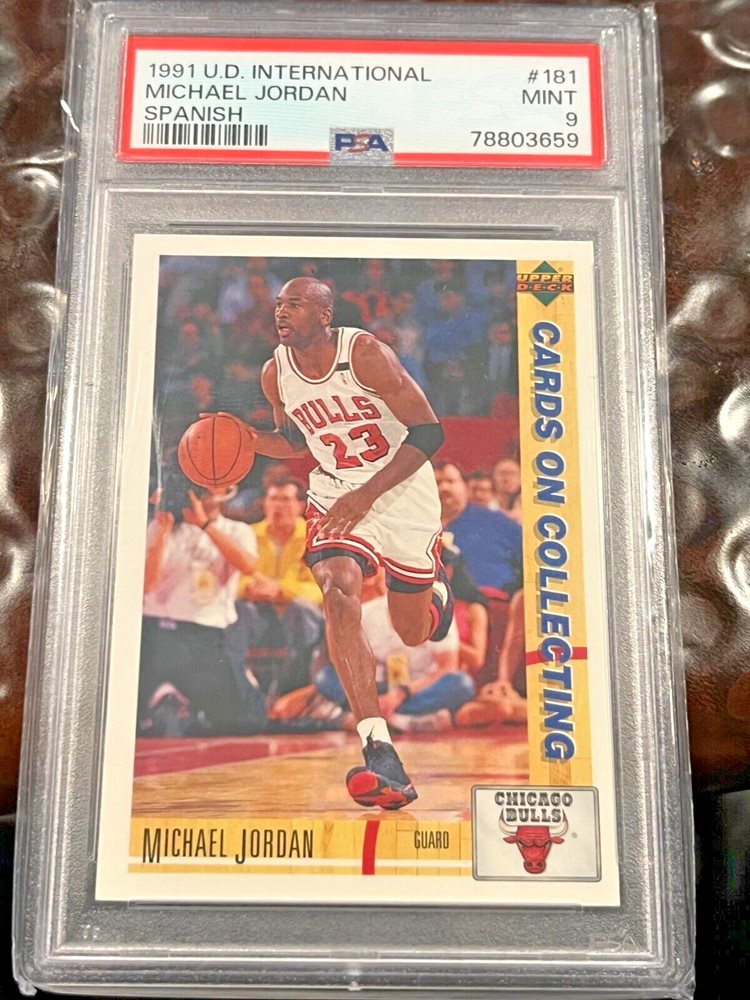 1991 U.D. INTERNATIONAL #181
MICHAEL JORDAN MINT
SPANISH 9
PSA 78803659
UPPER
DECK
CARDS ON COLLECTING
BULLS
23
MICHAEL JORDAN GUARD
CHICAGO
BULLS
PSA